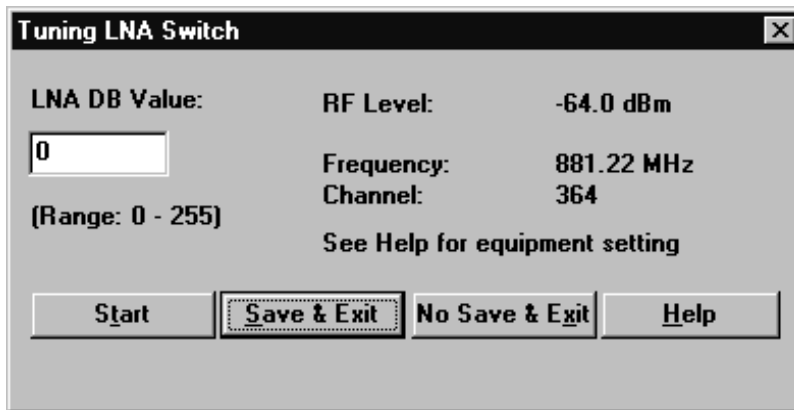 Tuning LNA Switch
LNA DB Value:
0
(Range: 0 - 255)
RF Level: -64.0 dBm
Frequency: 881.22 MHz
Channel: 364
See Help for equipment setting
Start Save & Exit No Save & Exit Help